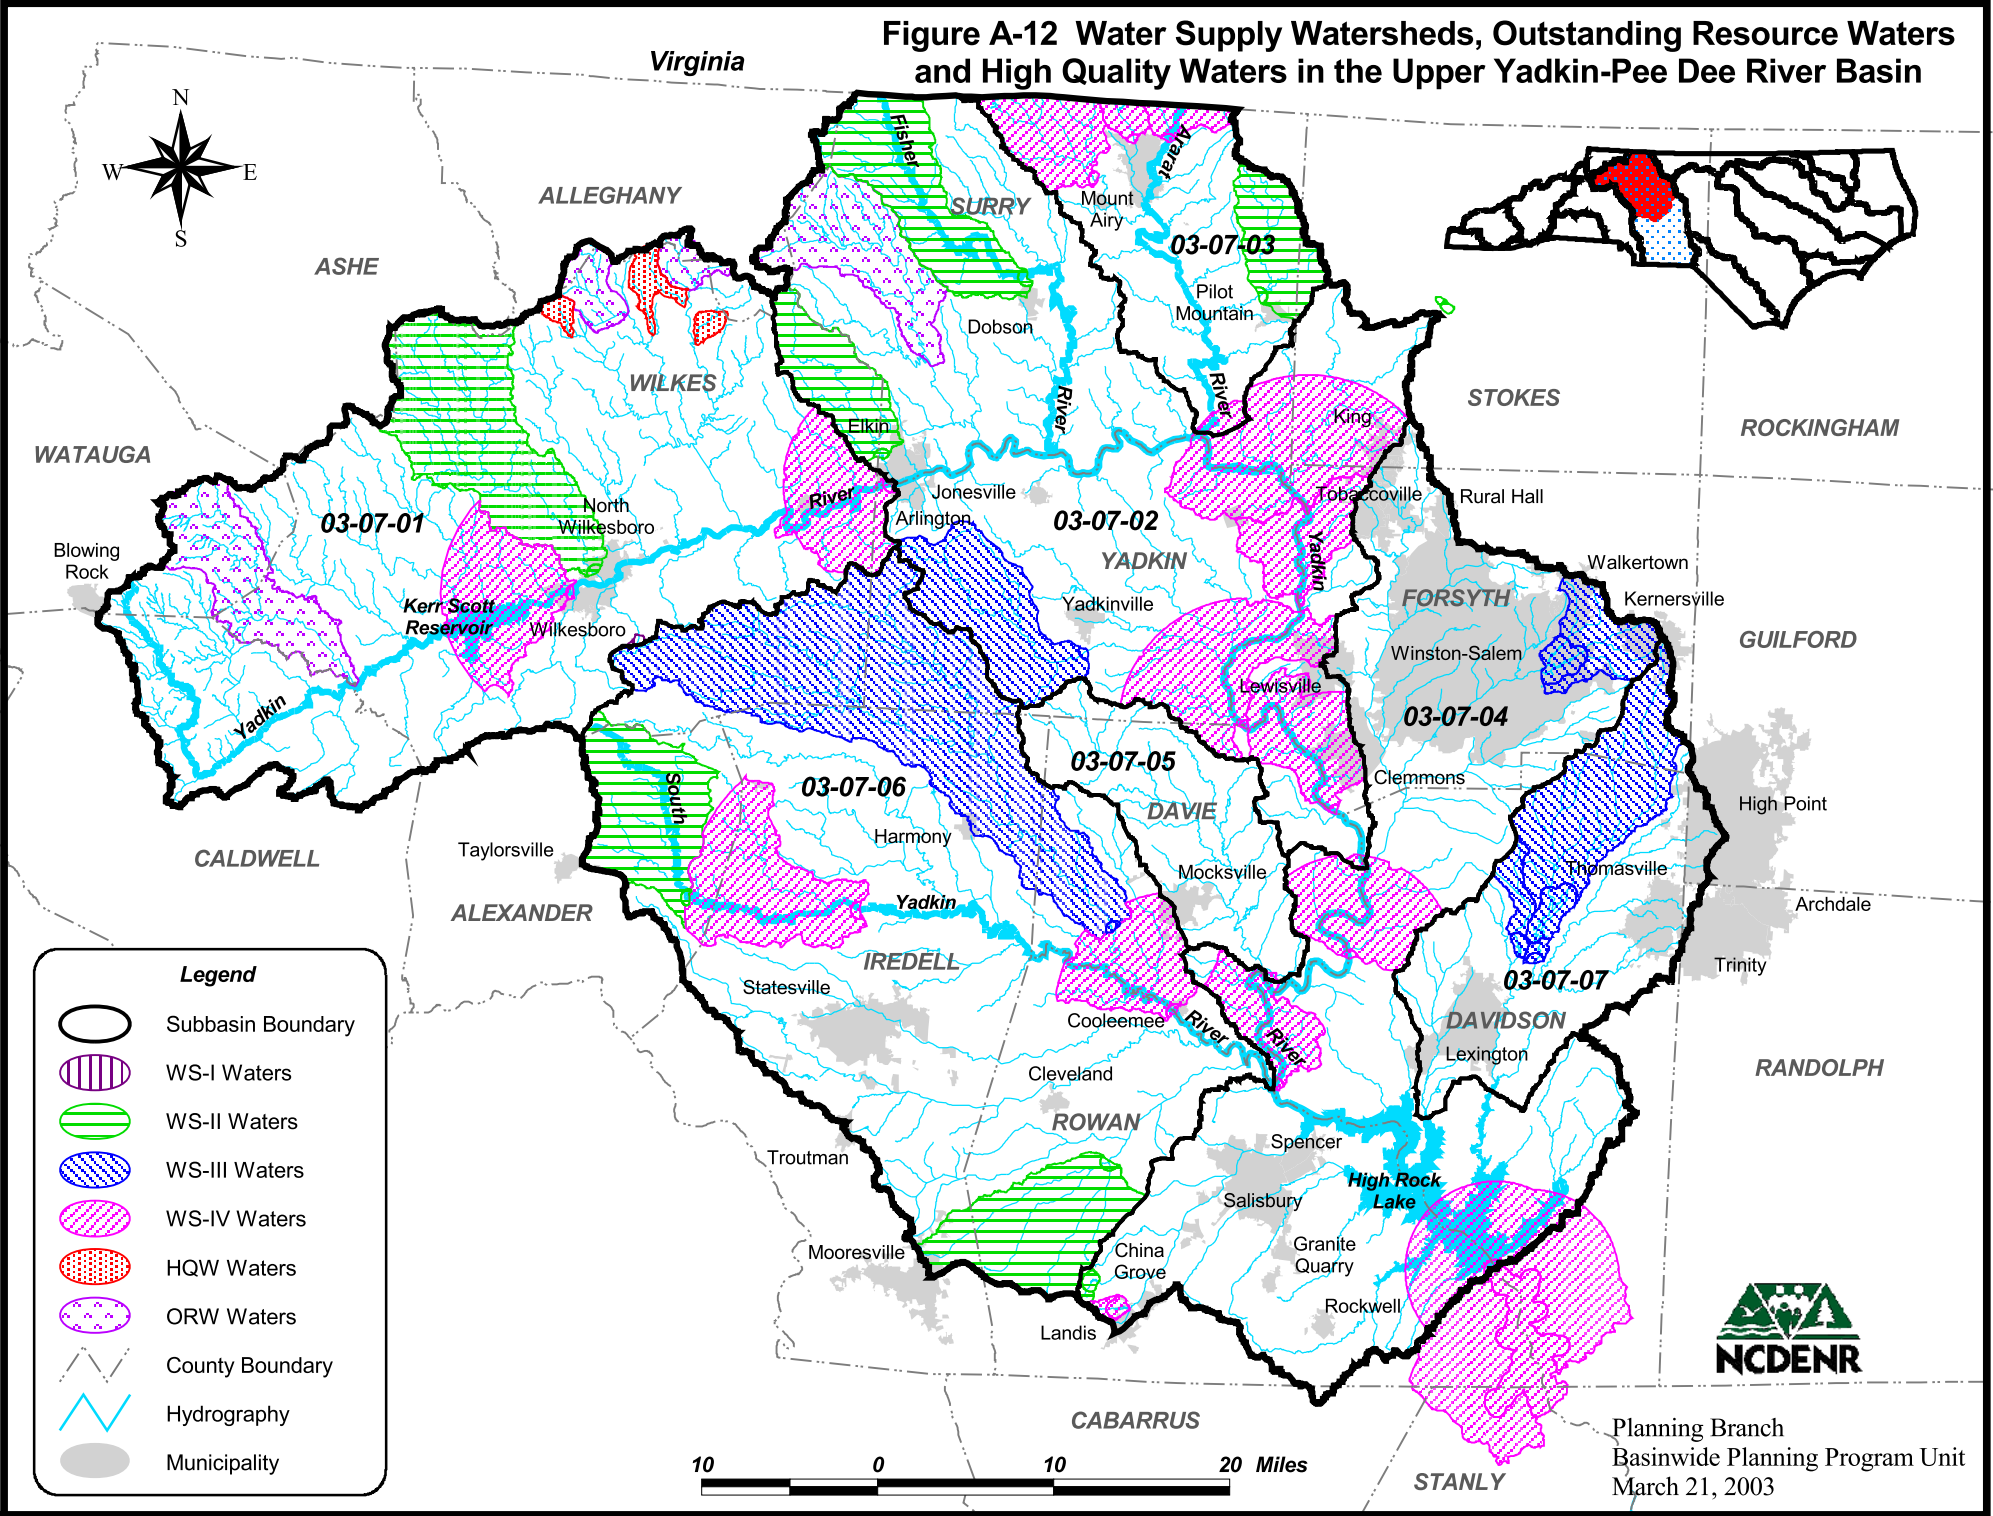 Figure A-12 Water Supply Watersheds, Outstanding Resource Waters
and High Quality Waters in the Upper Yadkin-Pee Dee River Basin
Virginia
N
W
E
S
Fisher
Ararat
ALLEGHANY
SURRY
Mount
Airy
03-07-03
ASHE
Pilot
Mountain
Dobson
WILKES
River
River
STOKES
King
Elkin
ROCKINGHAM
WATAUGA
River
Jonesville
Tobaccoville
Rural Hall
North
Wilkesboro
03-07-01
Arlington
03-07-02
Blowing
Rock
YADKIN
Yadkin
Walkertown
Kerr Scott
Reservoir
Yadkinville
FORSYTH
Kernersville
Wilkesboro
GUILFORD
Winston-Salem
Lewisville
Yadkin
03-07-04
03-07-05
Clemmons
South
03-07-06
DAVIE
High Point
Harmony
Taylorsville
CALDWELL
Mocksville
Thomasville
ALEXANDER
Yadkin
Archdale
IREDELL
Trinity
03-07-07
Statesville
Cooleemee
River
River
DAVIDSON
Lexington
Cleveland
RANDOLPH
ROWAN
Spencer
Troutman
High Rock
Lake
Salisbury
Mooresville
China
Grove
Granite
Quarry
Rockwell
Landis
CABARRUS
STANLY
Legend
Subbasin Boundary
WS-I Waters
WS-II Waters
WS-III Waters
WS-IV Waters
HQW Waters
ORW Waters
County Boundary
Hydrography
Municipality
10 0 10 20 Miles
NCDENR
Planning Branch
Basinwide Planning Program Unit
March 21, 2003